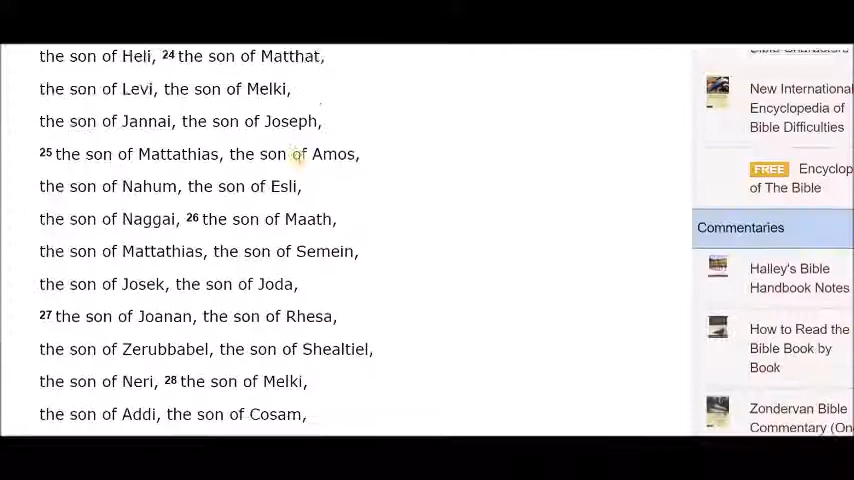 the son of Heli, 24 the son of Matthat,
the son of Levi, the son of Melki,
the son of Jannai, the son of Joseph,
25 the son of Mattathias, the son of Amos,
the son of Nahum, the son of Esli,
the son of Naggai, 26 the son of Maath,
the son of Mattathias, the son of Semein,
the son of Josek, the son of Joda,
27 the son of Joanan, the son of Rhesa,
the son of Zerubbabel, the son of Shealtiel,
the son of Neri, 28 the son of Melki,
the son of Addi, the son of Cosam,
Bible Characters
New International
Encyclopedia of
Bible Difficulties
FREE Encyclop
of The Bible
Commentaries
Halley's Bible
Handbook Notes
How to Read the
Bible Book by
Book
Zondervan Bible
Commentary (On